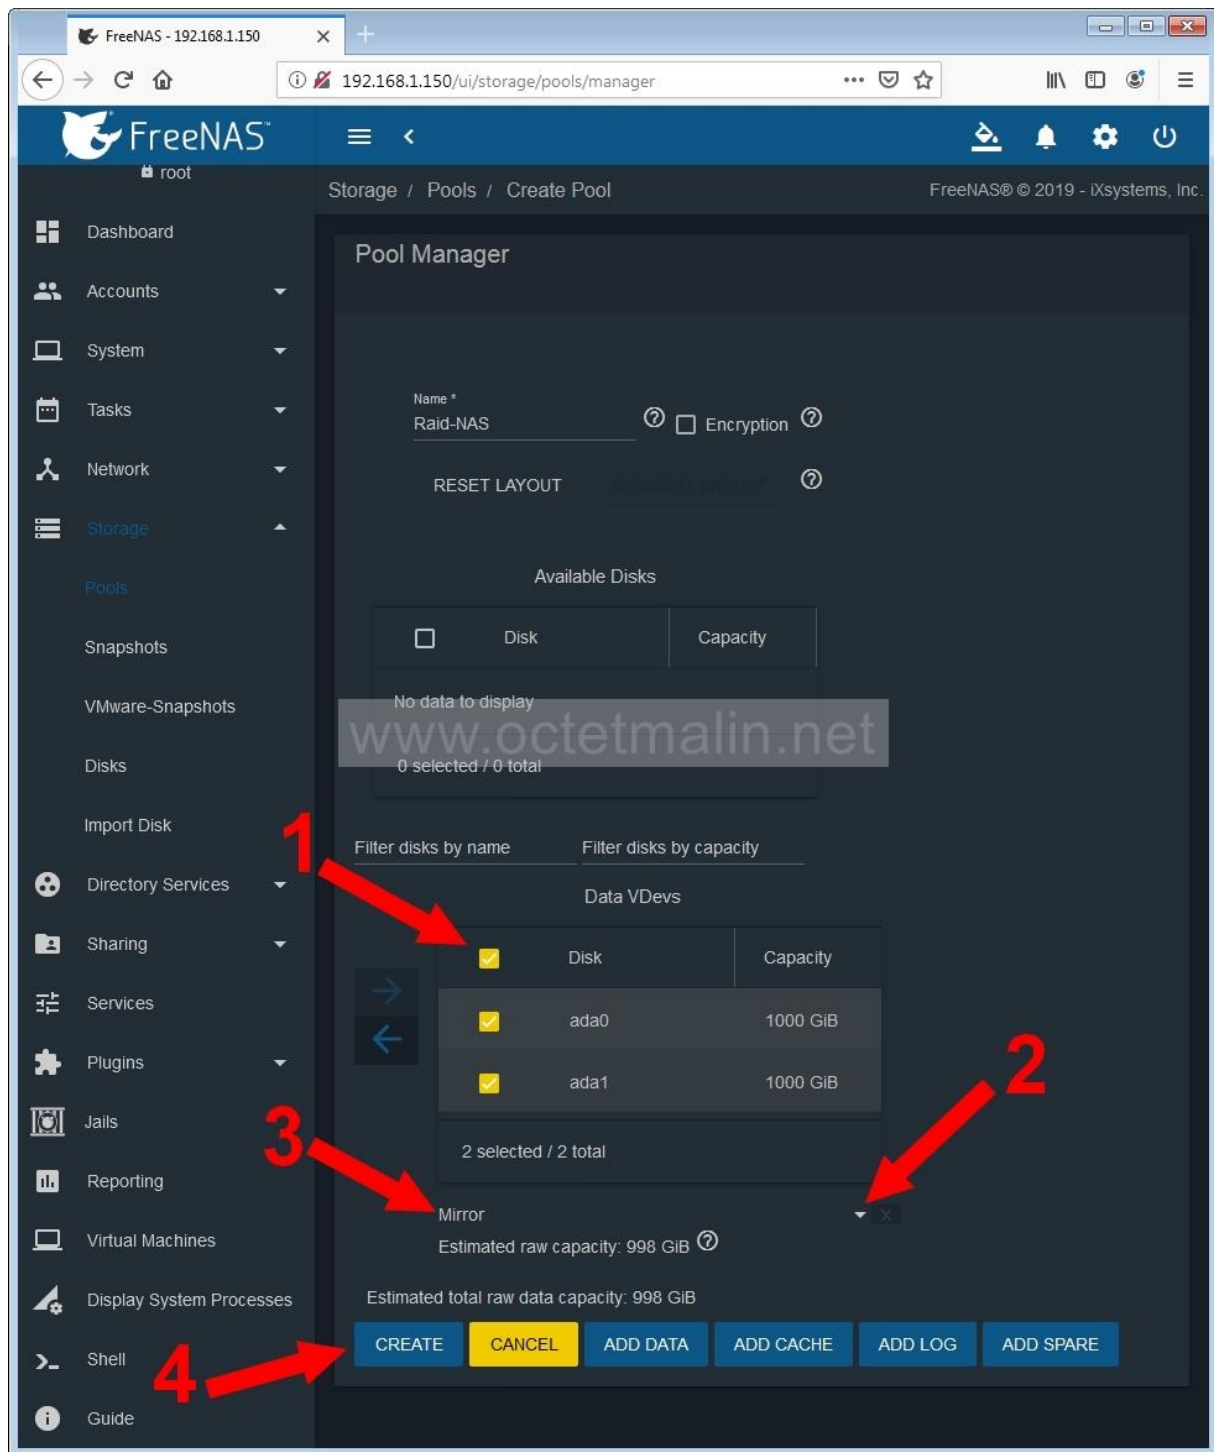 FreeNAS - 192.168.1.150
192.168.1.150/ui/storage/pools/manager
FreeNAS™
root
Storage / Pools / Create Pool
FreeNAS® © 2019 - iXsystems, Inc.
Dashboard
Accounts
System
Tasks
Network
Storage
Pools
Snapshots
VMware-Snapshots
Disks
Import Disk
Directory Services
Sharing
Services
Plugins
Jails
Reporting
Virtual Machines
Display System Processes
Shell
Guide
Pool Manager
Name *
Raid-NAS
Encryption
RESET LAYOUT
Available Disks
Disk Capacity
No data to display
www.octetmalin.net
0 selected / 0 total
1
Filter disks by name Filter disks by capacity
Data VDevs
Disk Capacity
ada0 1000 GiB
ada1 1000 GiB
2
3
2 selected / 2 total
Mirror
X
Estimated raw capacity: 998 GiB
Estimated total raw data capacity: 998 GiB
CREATE CANCEL ADD DATA ADD CACHE ADD LOG ADD SPARE
4